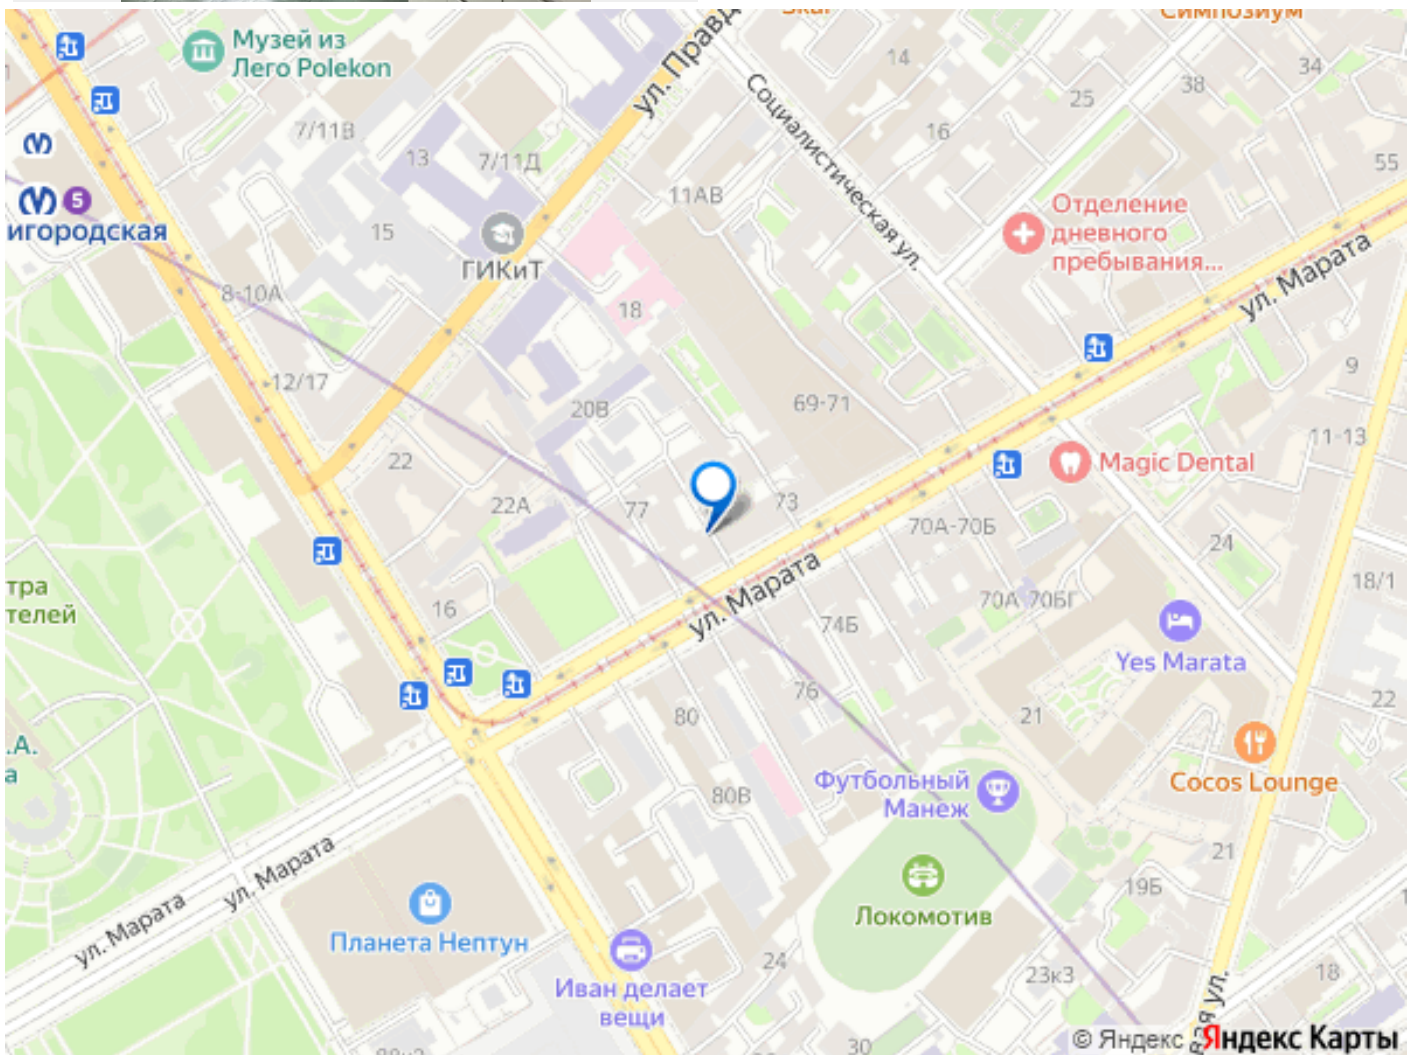 Симпозиум
Музей из
Лего Polekon
ул. Правд
14
34
38
25
Социалистическая ул.
7/11В
13
7/11Д
16
55
11АВ
5
игородская
15
ГИКиТ
Отделение
дневного
пребывания...
ул. Марата
8-10А
18
12/17
20В
69-71
9
11-13
22
Magic Dental
22А
77
73
70А-70Б
24
тра
телей
16
ул. Марата
74Б
70А
70БГ
18/1
Yes Marata
76
80
21
22
.А.
а
Футбольный
Манеж
Cocos Lounge
80В
ул. Марата
21
19Б
ул. Марата
Планета Нептун
Локомотив
Иван делает
вещи
24
23к3
18
30
вая ул.
© Яндекс
Яндекс Карты